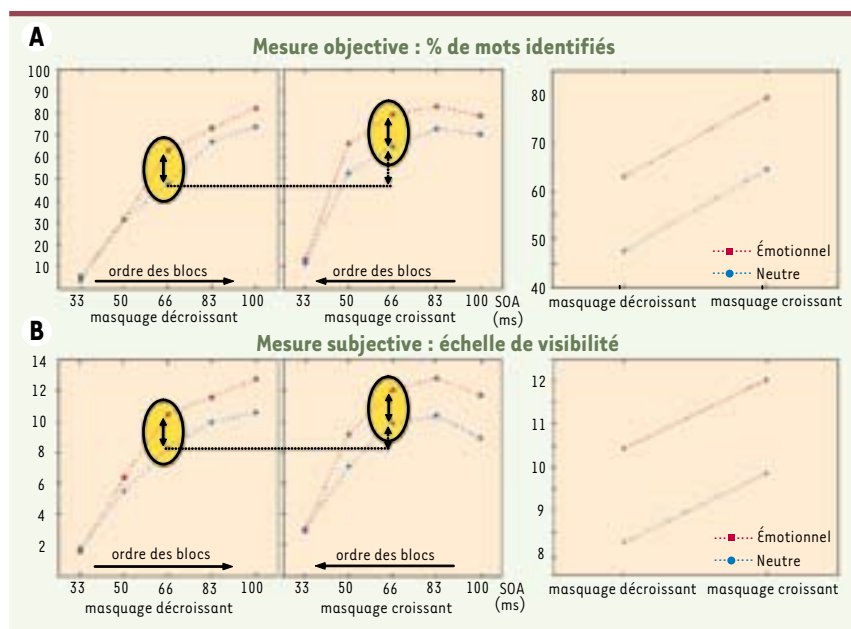 A
Mesure objective : % de mots identifiés
100
90
80
70
60
50
40
30
20
10
ordre des blocs
ordre des blocs
33 50 66 83 100
33 50 66 83 100
SOA
(ms)
masquage décroissant
masquage croissant
80
70
60
50
40
Émotionnel
Neutre
masquage décroissant masquage croissant
B
Mesure subjective : échelle de visibilité
14
12
10
8
6
4
2
ordre des blocs
ordre des blocs
33 50 66 83 100
33 50 66 83 100
SOA
(ms)
masquage décroissant
masquage croissant
12
11
10
9
8
Émotionnel
Neutre
masquage décroissant masquage croissant